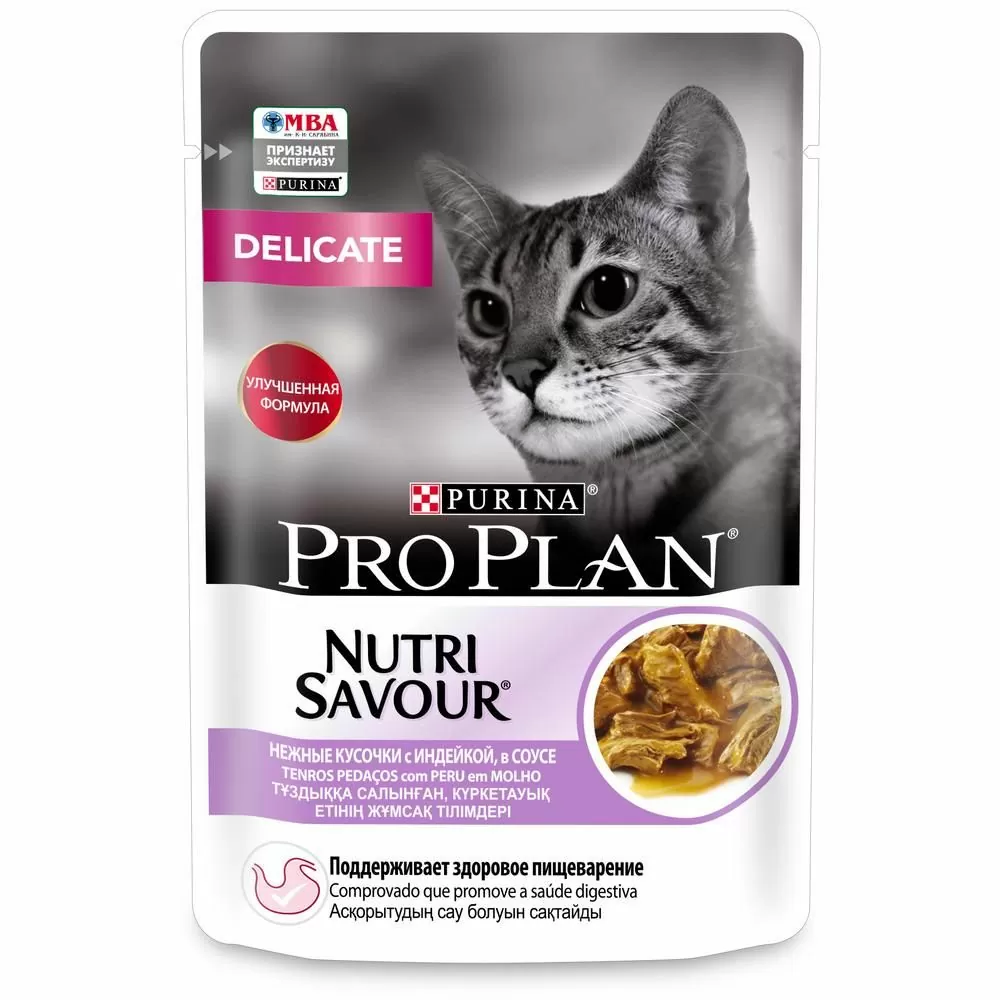 МВА
им. К. И. СКРЯБИНА
ПРИЗНАЕТ
ЭКСПЕРТИЗУ
PURINA
DELICATE
УЛУЧШЕННАЯ
ФОРМУЛА
PURINA®
PRO PLAN®
NUTRI
SAVOUR®
НЕЖНЫЕ КУСОЧКИ с ИНДЕЙКОЙ, в СОУСЕ
TENROS PEDAÇOS com PERU em MOLHO
ТҰЗДЫҚҚА САЛЫНҒАН, КҮРКЕТАУЫҚ
ЕТІНІҢ ЖҰМСАҚ ТІЛІМДЕРІ
Поддерживает здоровое пищеварение
Comprovado que promove a saúde digestiva
Асқорытудың сау болуын сақтайды